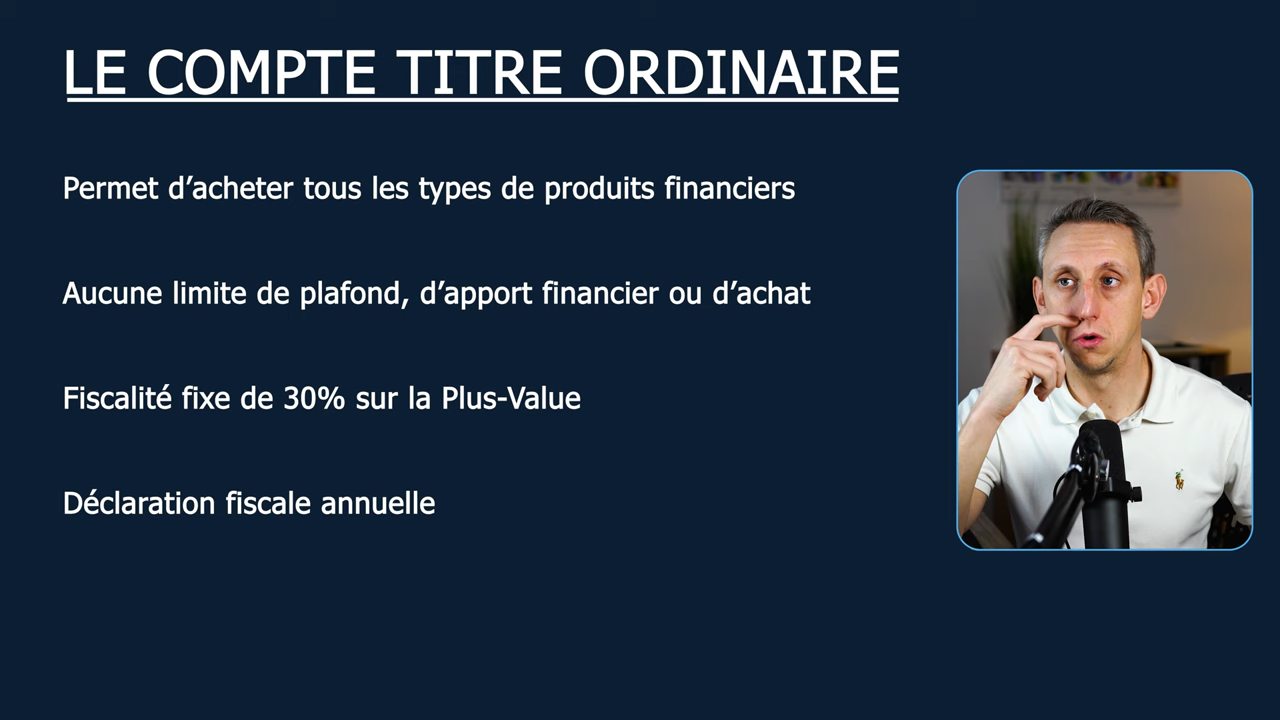 LE COMPTE TITRE ORDINAIRE
Permet d’acheter tous les types de produits financiers
Aucune limite de plafond, d’apport financier ou d’achat
Fiscalité fixe de 30% sur la Plus-Value
Déclaration fiscale annuelle